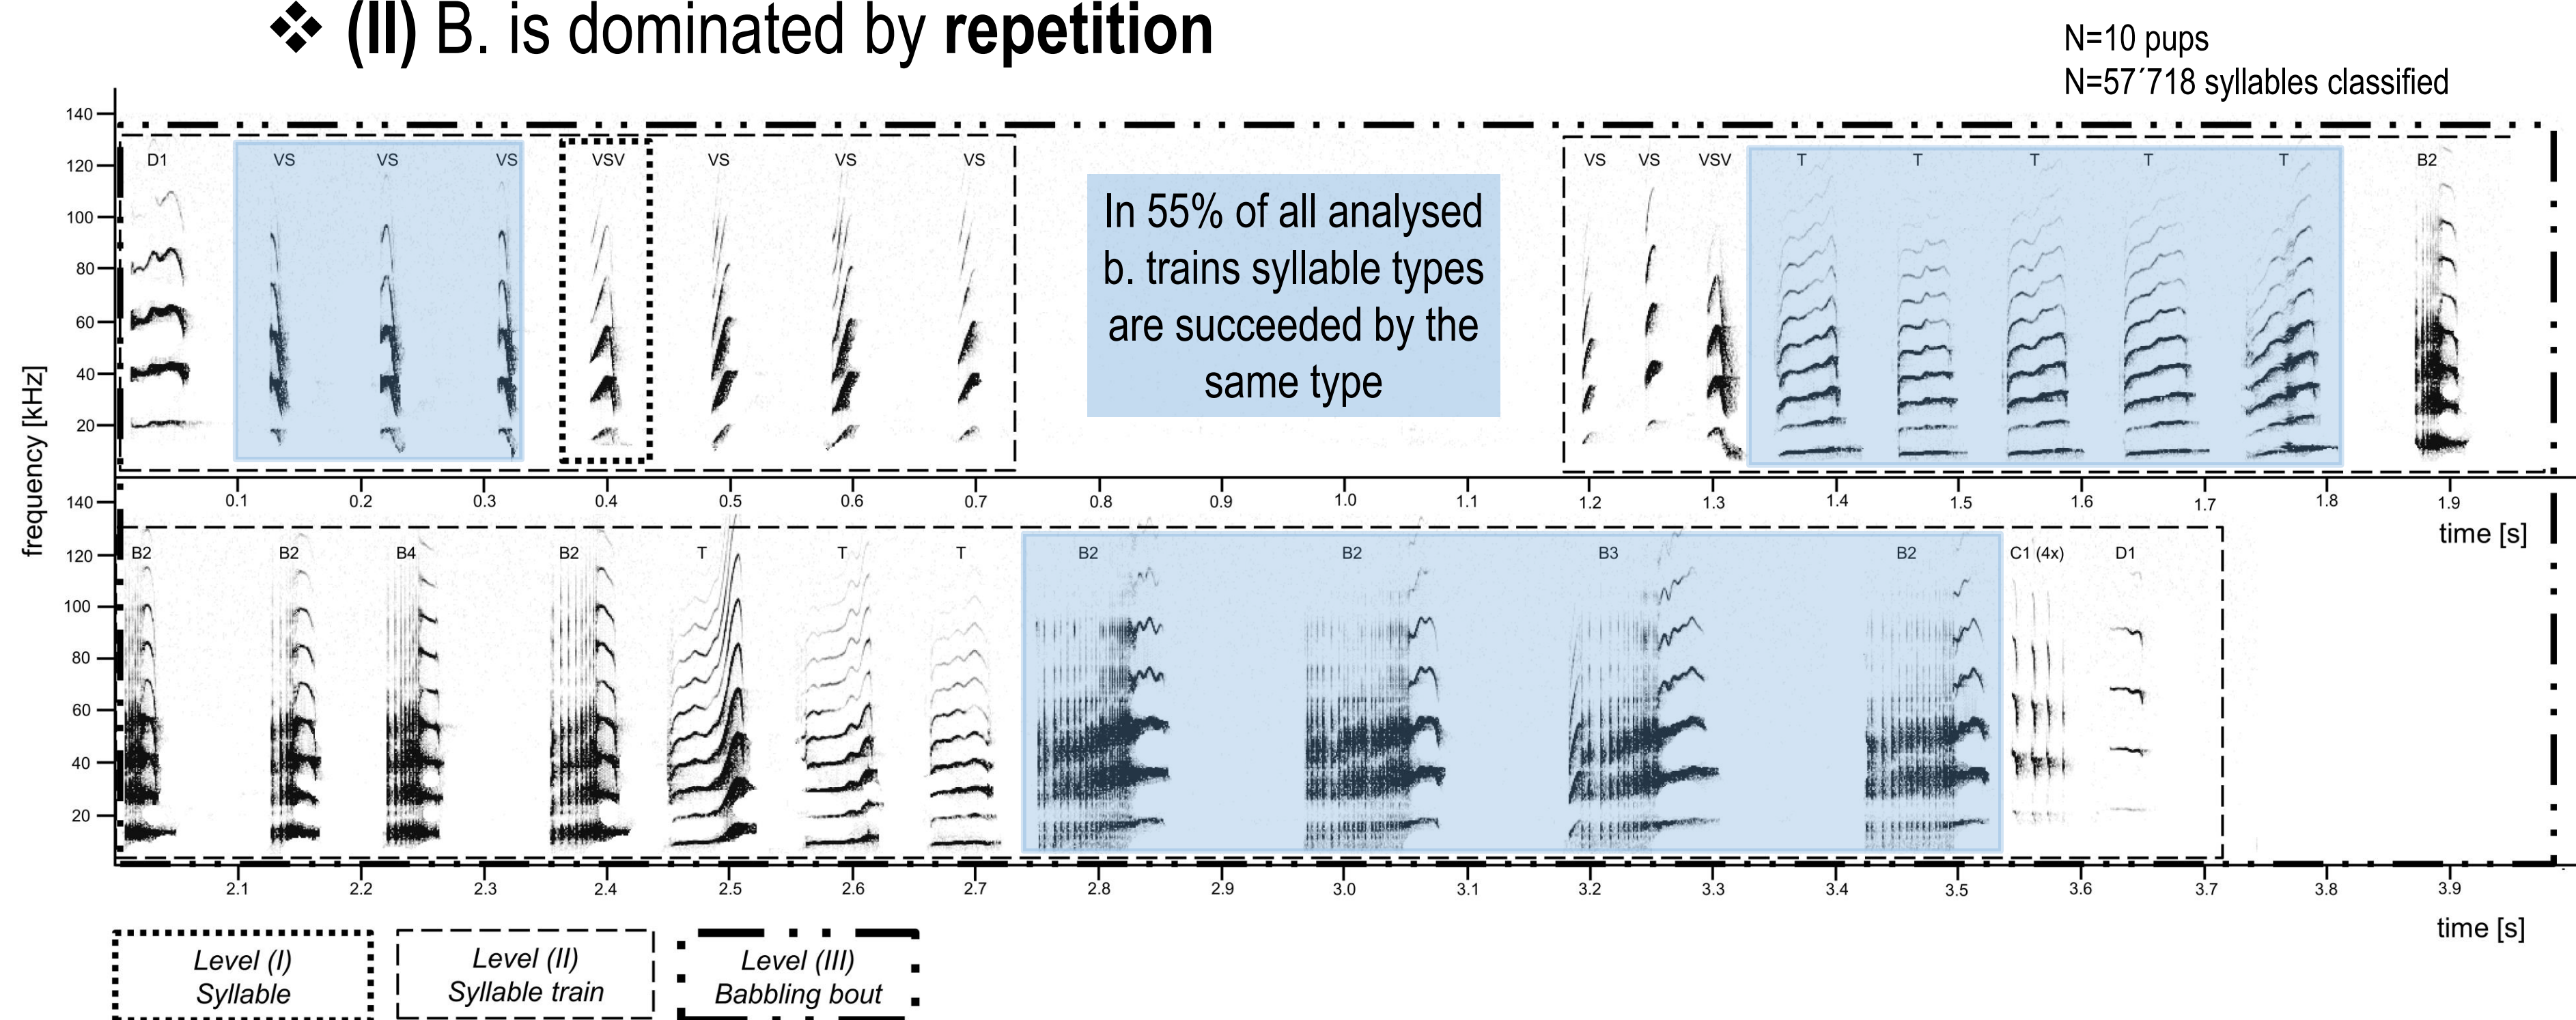 ❖ (II) B. is dominated by repetition
N=10 pups
N=57´718 syllables classified
frequency [kHz]
140
120
100
80
60
40
20
D1 VS VS VS VSV VS VS VS
In 55% of all analysed
b. trains syllable types
are succeeded by the
same type
VS VS VSV T T T T T B2
0.1 0.2 0.3 0.4 0.5 0.6 0.7 0.8 0.9 1.0 1.1 1.2 1.3 1.4 1.5 1.6 1.7 1.8 1.9
time [s]
140
120
100
80
60
40
20
B2 B2 B4 B2 T T T B2 B2 B3 B2 C1 (4x) D1
2.1 2.2 2.3 2.4 2.5 2.6 2.7 2.8 2.9 3.0 3.1 3.2 3.3 3.4 3.5 3.6 3.7 3.8 3.9
time [s]
Level (I)
Syllable
Level (II)
Syllable train
Level (III)
Babbling bout